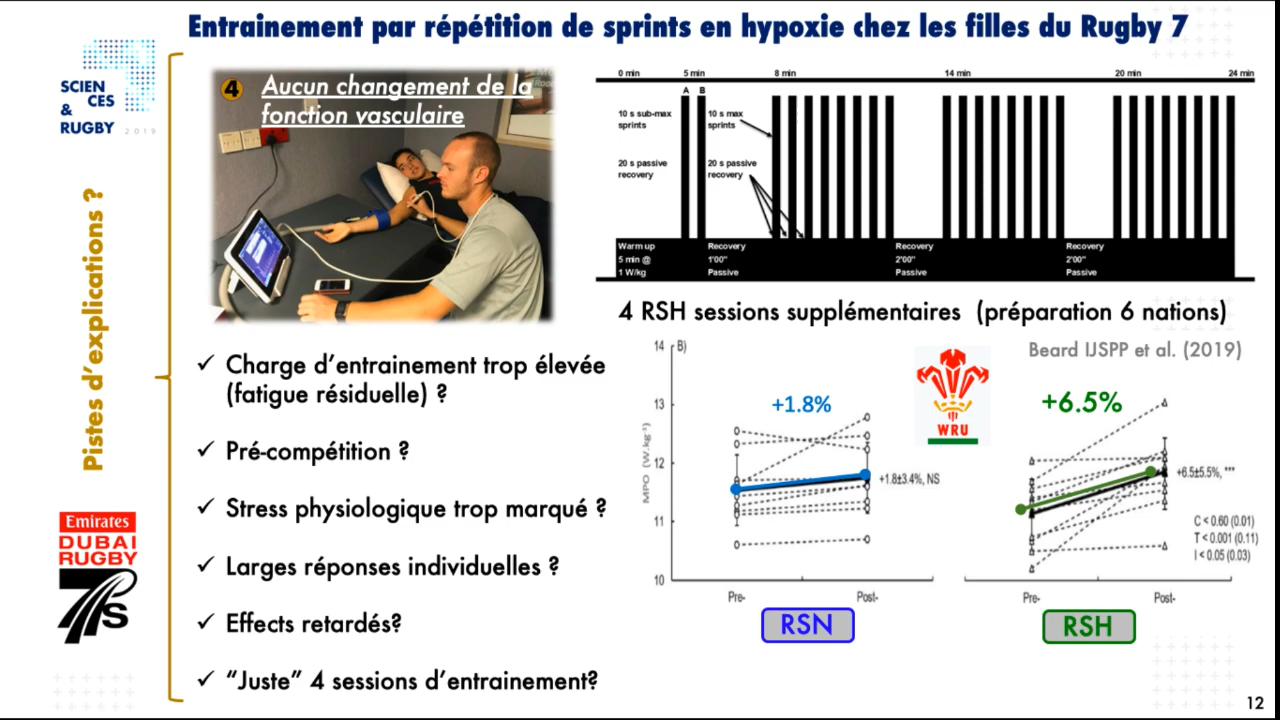 Entrainement par répétition de sprints en hypoxie chez les filles du Rugby 7
SCIEN
CES
&
RUGBY 2019
Pistes d'explications ?
Emirates
DUBAI
RUGBY
7s
4 Aucun changement de la
fonction vasculaire
✓ Charge d'entrainement trop élevée
(fatigue résiduelle) ?
✓ Pré-compétition ?
✓ Stress physiologique trop marqué ?
✓ Larges réponses individuelles ?
✓ Effects retardés?
✓ "Juste" 4 sessions d'entrainement?
0 min 5 min 8 min 14 min 20 min 24 min
A B
10 s sub-max
sprints
10 s max
sprints
20 s passive
recovery
20 s passive
recovery
Warm up
5 min @
1 W/kg
Recovery
1'00"
Passive
Recovery
2'00"
Passive
Recovery
2'00"
Passive
4 RSH sessions supplémentaires (préparation 6 nations)
Beard IJSPP et al. (2019)
B)
14
13
12
11
10
MPO (W.kg⁻¹)
+1.8%
+1.8±3.4%, NS
WRU
+6.5%
+6.5±5.5%, ***
C < 0.60 (0.01)
T < 0.001 (0.11)
I < 0.05 (0.03)
Pre- Post- Pre- Post-
RSN
RSH
12